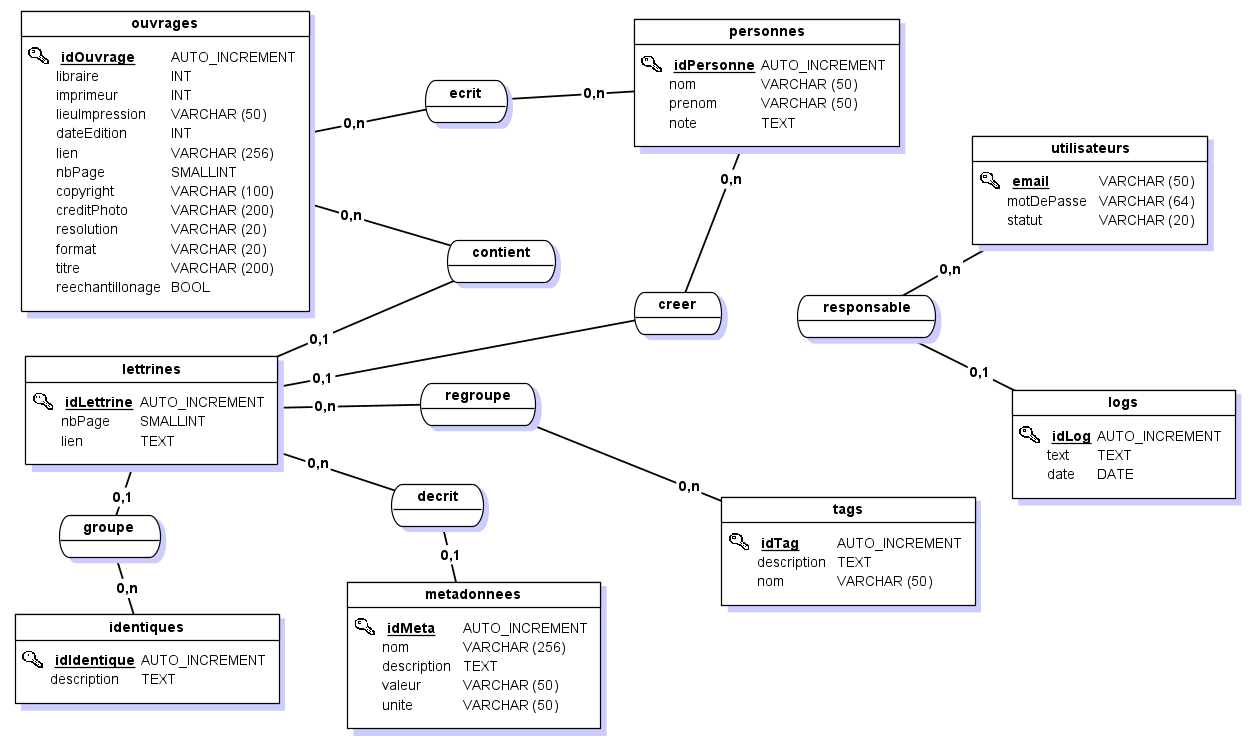 ouvrages
idOuvrage AUTO_INCREMENT
libraire INT
imprimeur INT
lieuImpression VARCHAR (50)
dateEdition INT
lien VARCHAR (256)
nbPage SMALLINT
copyright VARCHAR (100)
creditPhoto VARCHAR (200)
resolution VARCHAR (20)
format VARCHAR (20)
titre VARCHAR (200)
reechantillonage BOOL
0,n
ecrit
0,n
personnes
idPersonne AUTO_INCREMENT
nom VARCHAR (50)
prenom VARCHAR (50)
note TEXT
utilisateurs
email VARCHAR (50)
motDePasse VARCHAR (64)
statut VARCHAR (20)
0,n
contient
0,1
0,n
creer
0,1
0,n
responsable
0,1
lettrines
idLettrine AUTO_INCREMENT
nbPage SMALLINT
lien TEXT
0,n
regroupe
0,n
logs
idLog AUTO_INCREMENT
text TEXT
date DATE
0,n
decrit
0,1
0,1
groupe
0,n
tags
idTag AUTO_INCREMENT
description TEXT
nom VARCHAR (50)
identiques
idIdentique AUTO_INCREMENT
description TEXT
metadonnees
idMeta AUTO_INCREMENT
nom VARCHAR (256)
description TEXT
valeur VARCHAR (50)
unite VARCHAR (50)